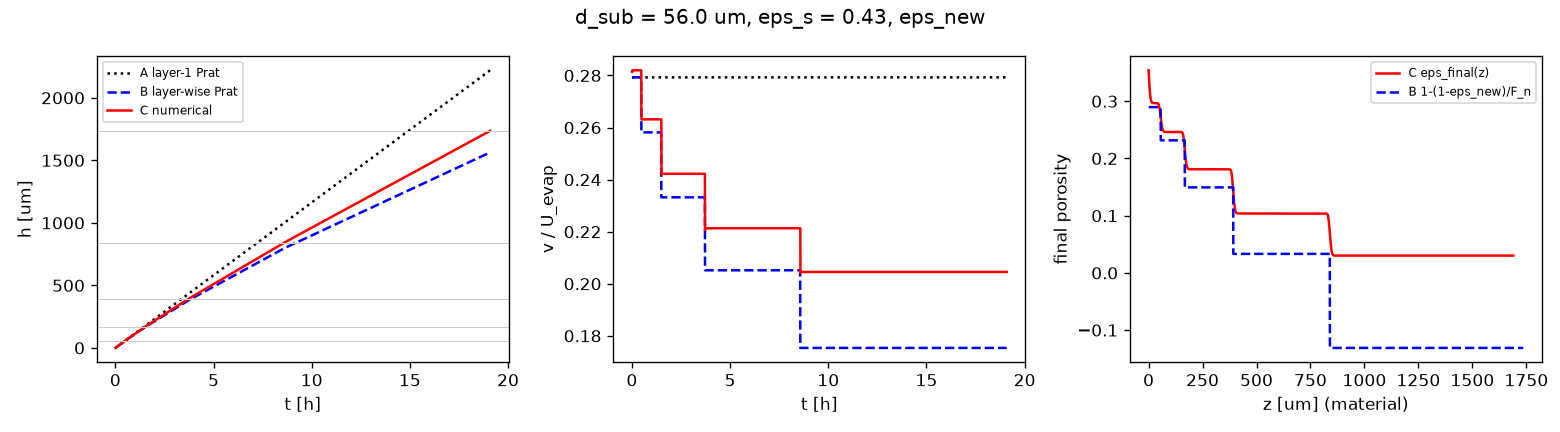 d_sub = 56.0 um, eps_s = 0.43, eps_new
h [um]
2000
1500
1000
500
0
A layer-1 Prat
B layer-wise Prat
C numerical
0 5 10 15 20
t [h]
v / U_evap
0.28
0.26
0.24
0.22
0.20
0.18
0 5 10 15 20
t [h]
final porosity
0.3
0.2
0.1
0.0
−0.1
C eps_final(z)
B 1-(1-eps_new)/F_n
0 250 500 750 1000 1250 1500 1750
z [um] (material)